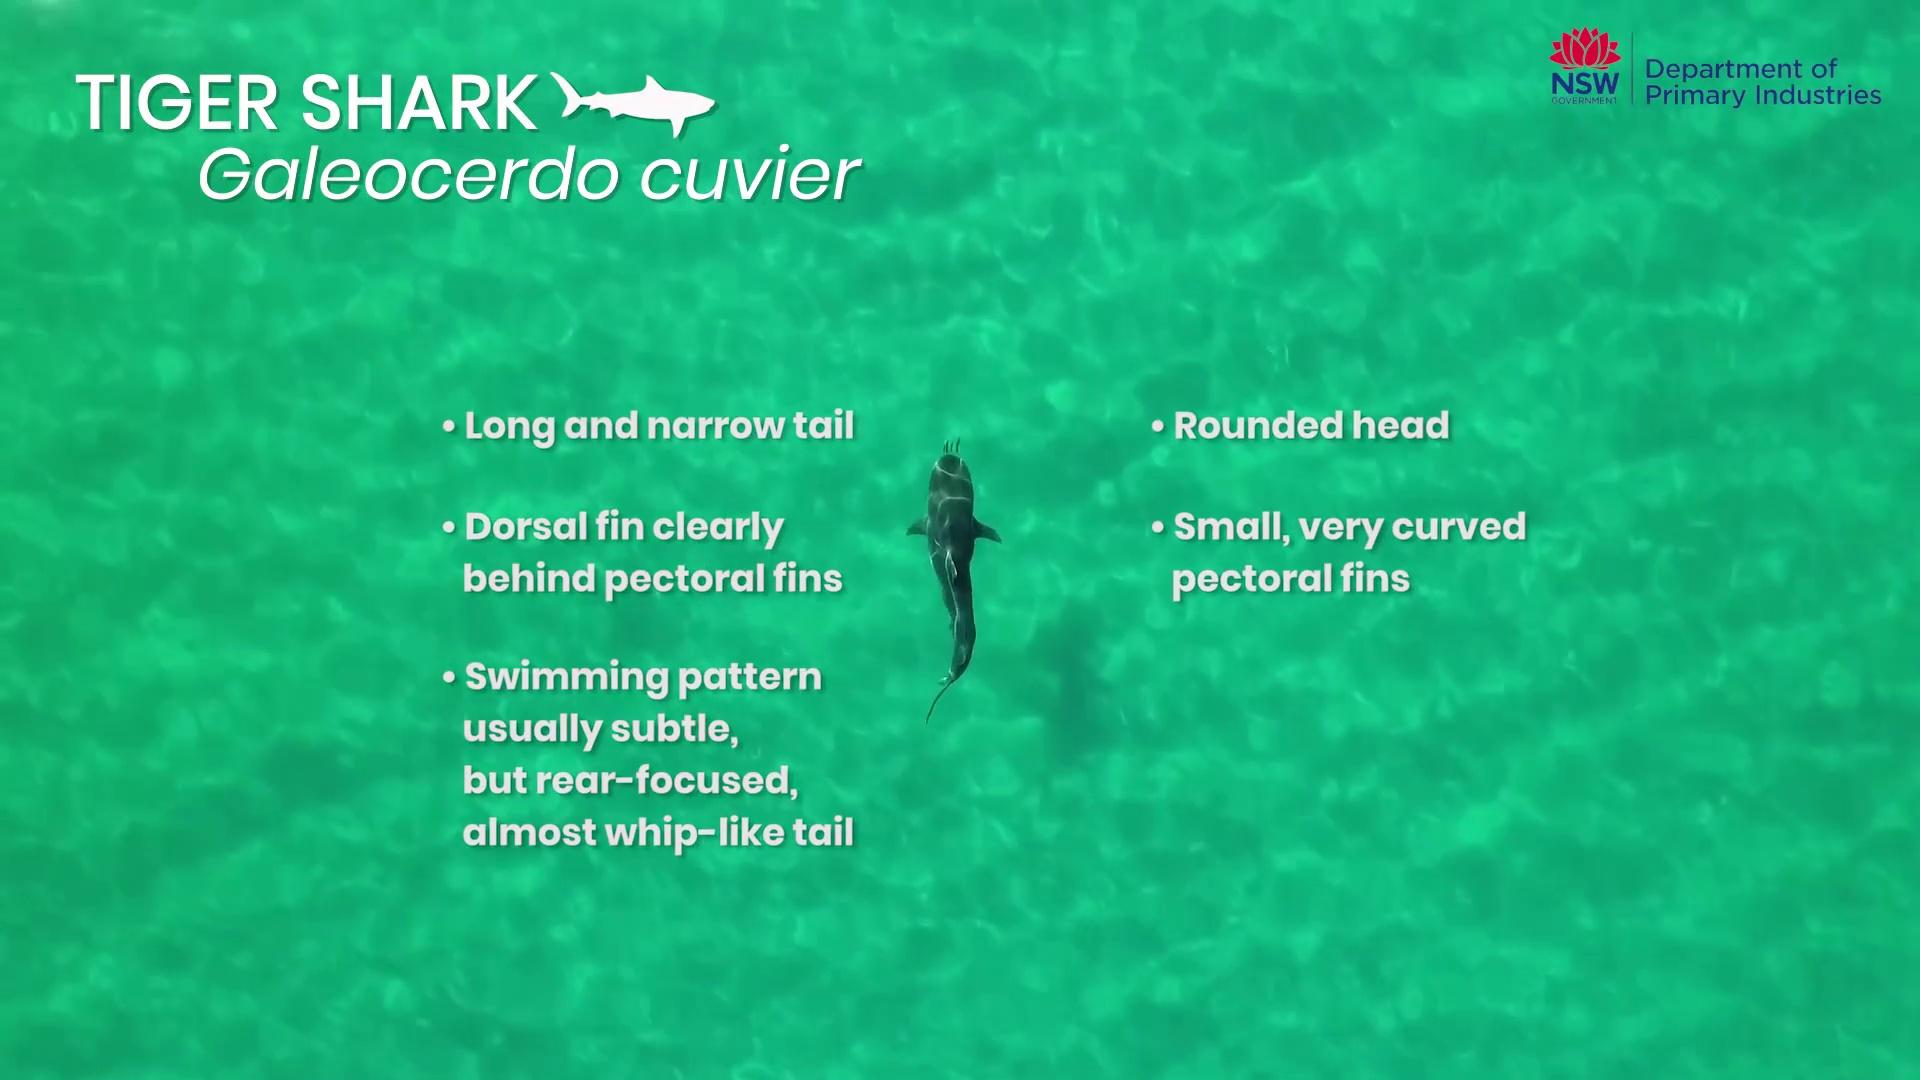 TIGER SHARK
Galeocerdo cuvier
NSW
GOVERNMENT
Department of
Primary Industries
• Long and narrow tail
• Dorsal fin clearly
behind pectoral fins
• Swimming pattern
usually subtle,
but rear-focused,
almost whip-like tail
• Rounded head
• Small, very curved
pectoral fins